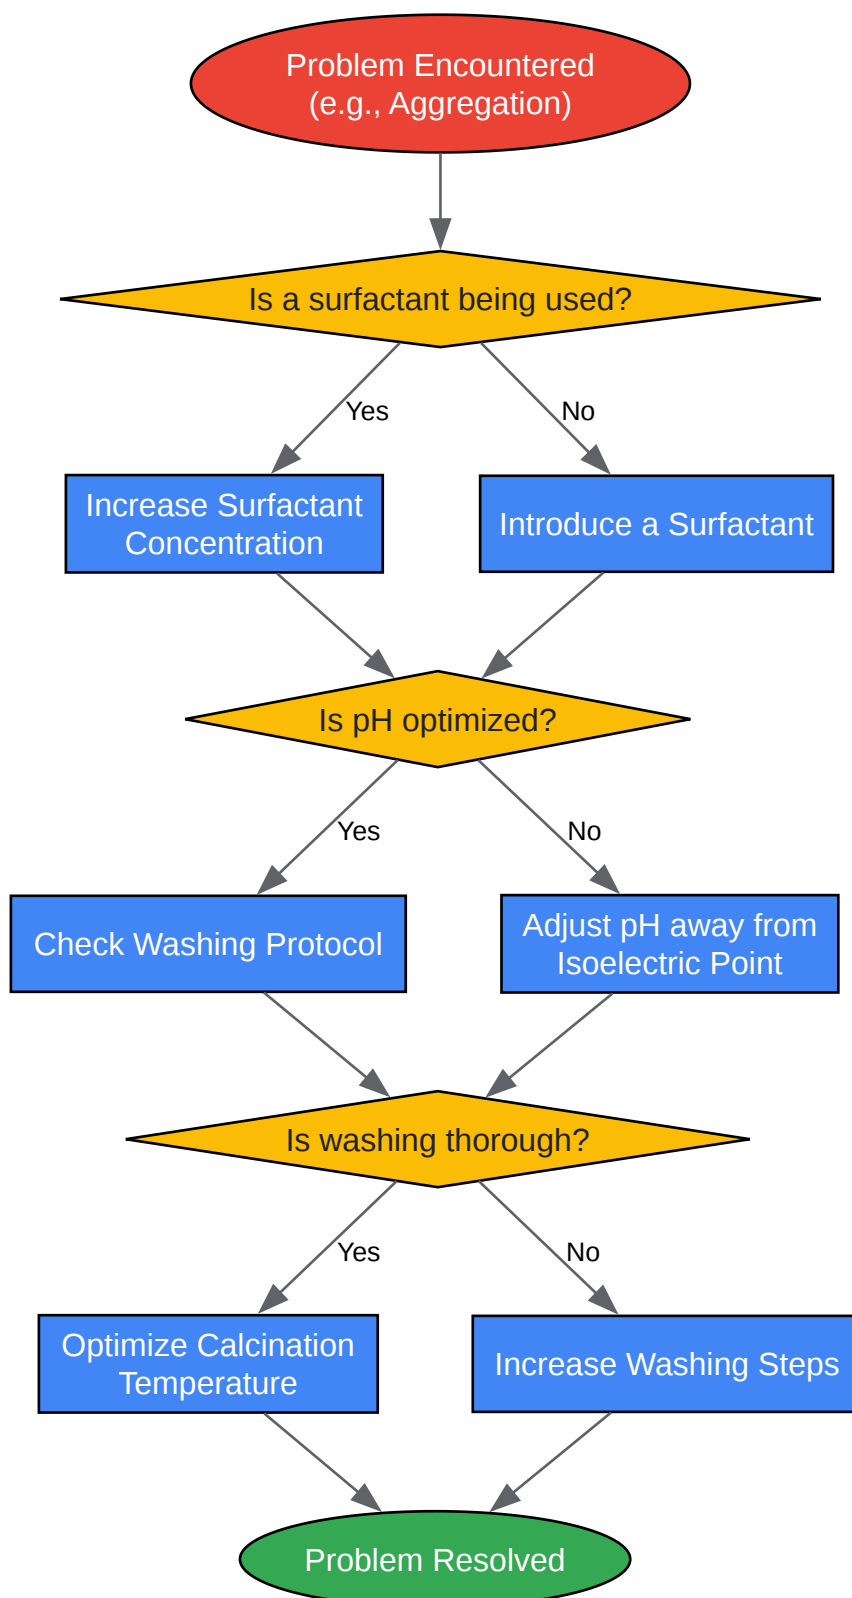 Problem Encountered
(e.g., Aggregation)
Is a surfactant being used?
Yes
No
Increase Surfactant
Concentration
Introduce a Surfactant
Is pH optimized?
Yes
No
Check Washing Protocol
Adjust pH away from
Isoelectric Point
Is washing thorough?
Yes
No
Optimize Calcination
Temperature
Increase Washing Steps
Problem Resolved